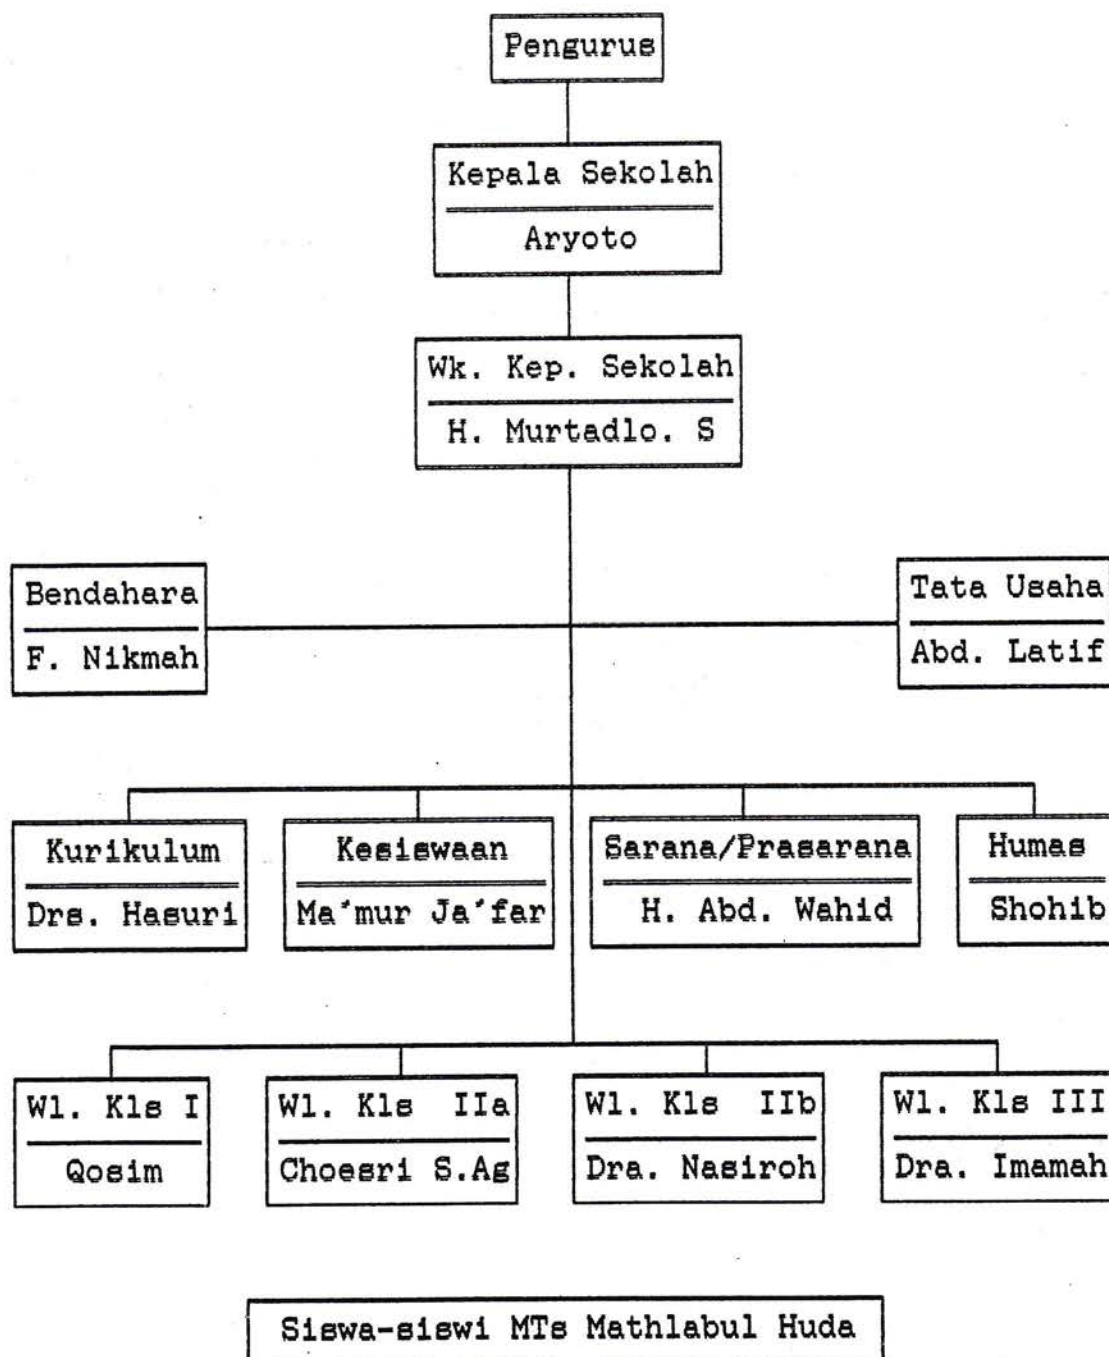 Pengurus
Kepala Sekolah
Aryoto
Wk. Kep. Sekolah
H. Murtadlo. S
Bendahara
F. Nikmah
Tata Usaha
Abd. Latif
Kurikulum
Drs. Hasuri
Kesiswaan
Ma'mur Ja'far
Sarana/Prasarana
H. Abd. Wahid
Humas
Shohib
Wl. Kls I
Qosim
Wl. Kls IIa
Choesri S.Ag
Wl. Kls IIb
Dra. Nasiroh
Wl. Kls III
Dra. Imamah
Siswa-siswi MTs Mathlabul Huda